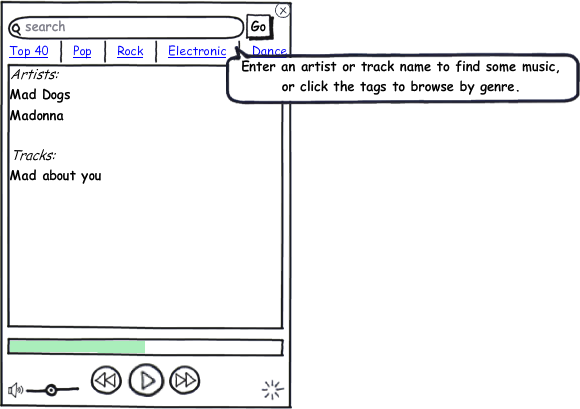 search Go
Top 40 Pop Rock Electronic Dance
Enter an artist or track name to find some music,
or click the tags to browse by genre.
Artists:
Mad Dogs
Madonna
Tracks:
Mad about you